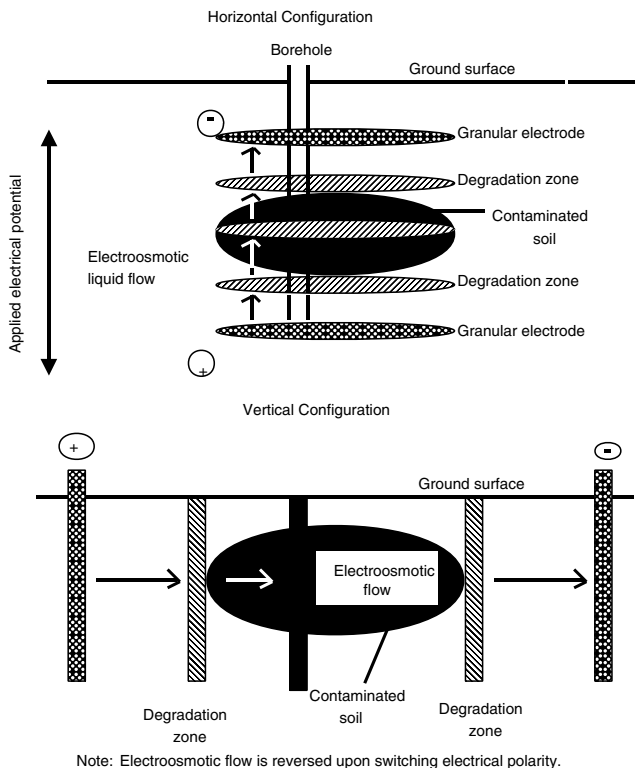 Horizontal Configuration
Borehole
Ground surface
-
Granular electrode
Degradation zone
Contaminated
soil
Applied electrical potential
Electroosmotic
liquid flow
Degradation zone
Granular electrode
+
Vertical Configuration
+
-
Ground surface
Electroosmotic
flow
Contaminated
soil
Degradation
zone
Degradation
zone
Note: Electroosmotic flow is reversed upon switching electrical polarity.